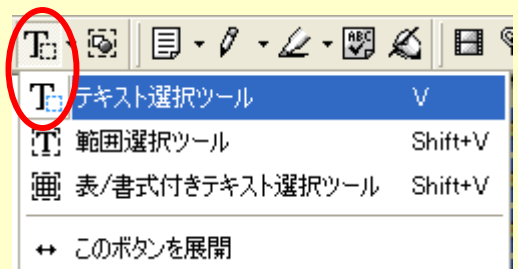 テキスト選択ツール V
範囲選択ツール Shift+V
表/書式付きテキスト選択ツール Shift+V
このボタンを展開